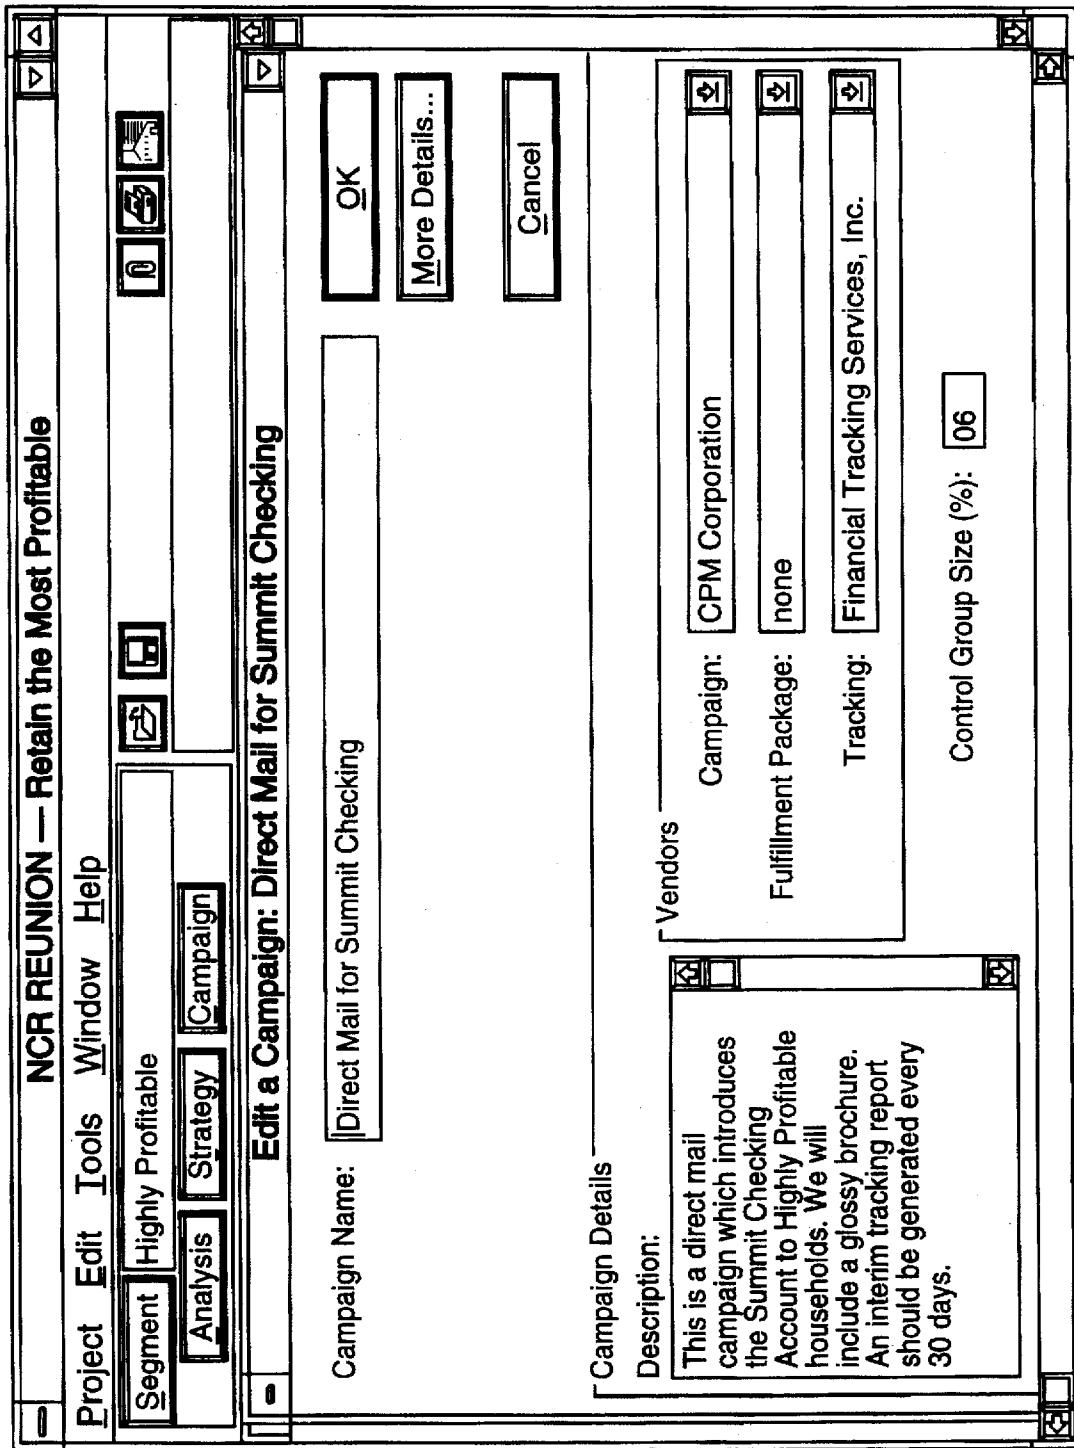 NCR REUNION — Retain the Most Profitable
Project Edit Tools Window Help
Segment Highly Profitable
Analysis Strategy Campaign
Edit a Campaign: Direct Mail for Summit Checking
Campaign Name: Direct Mail for Summit Checking
OK
More Details...
Cancel
Campaign Details
Description:
This is a direct mail
campaign which introduces
the Summit Checking
Account to Highly Profitable
households. We will
include a glossy brochure.
An interim tracking report
should be generated every
30 days.
Vendors
Campaign: CPM Corporation
Fulfillment Package: none
Tracking: Financial Tracking Services, Inc.
Control Group Size (%): 06